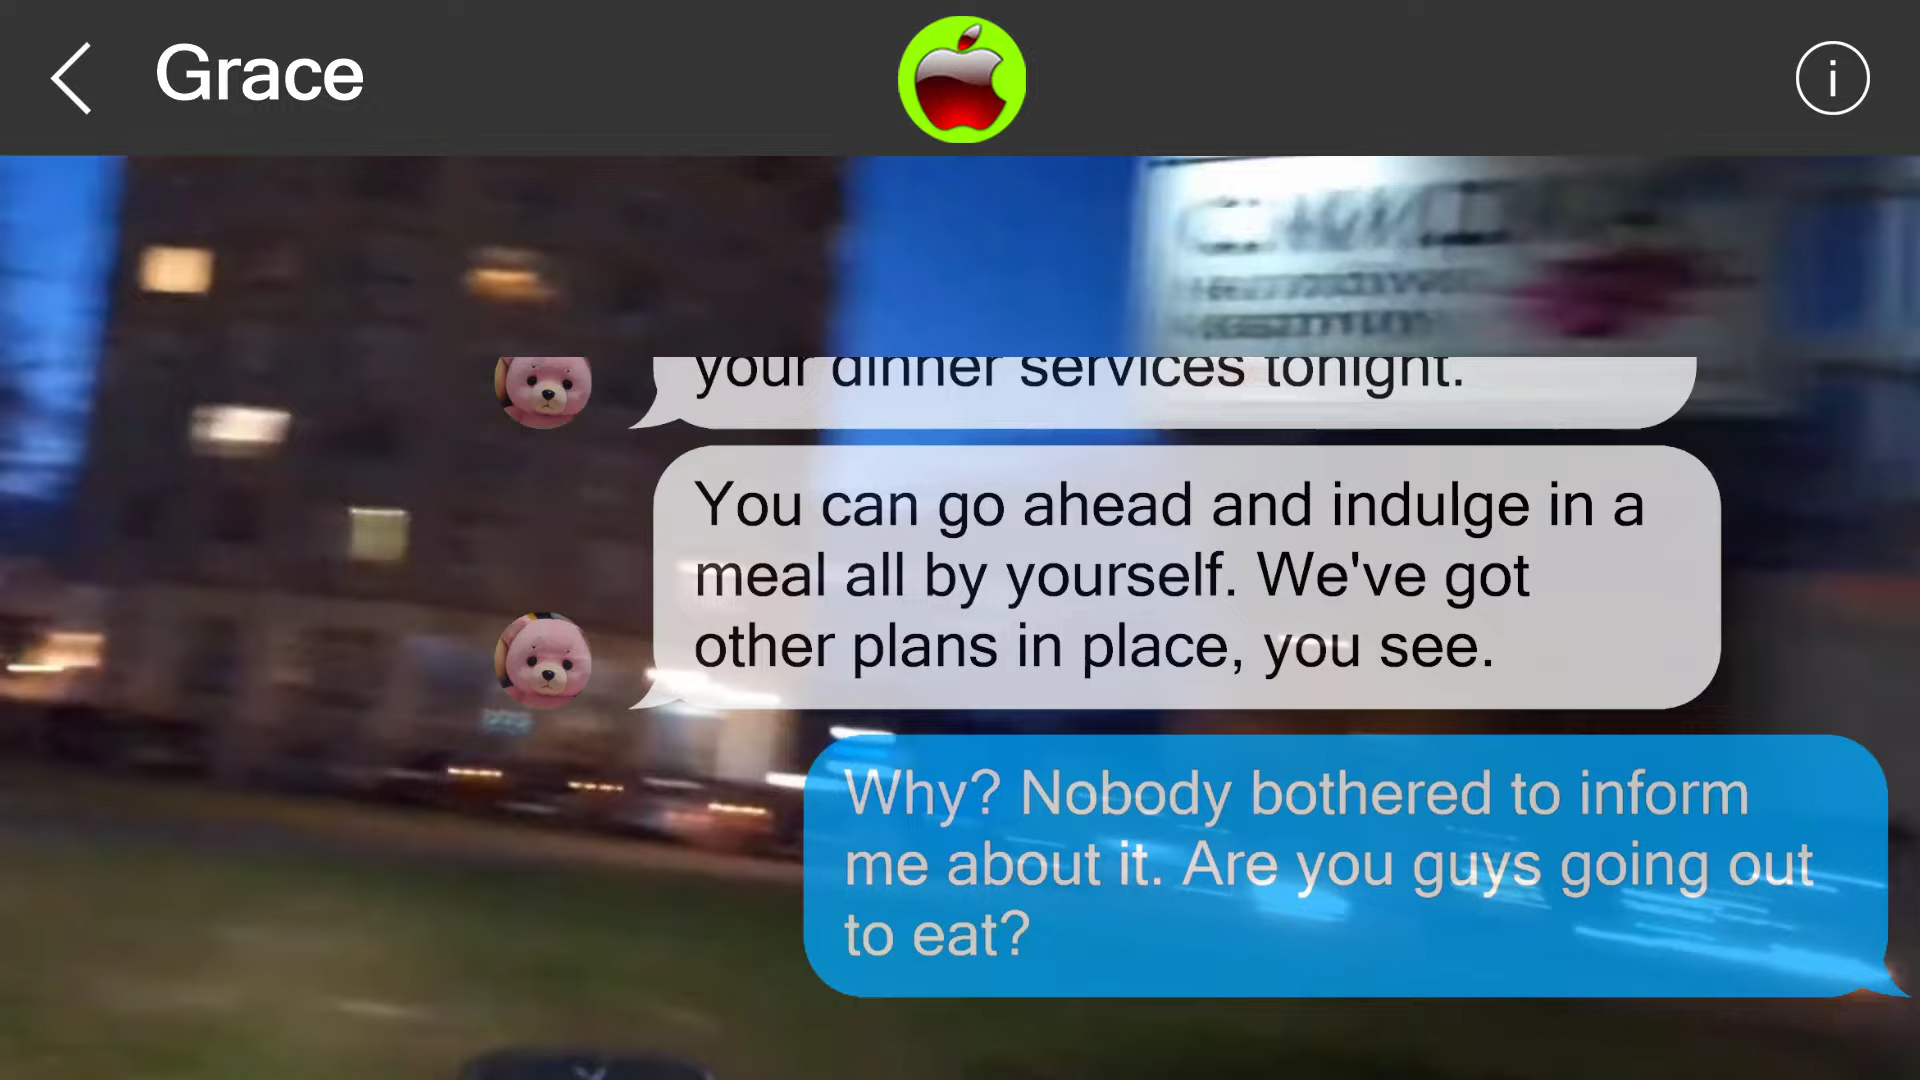 Grace
i
your dinner services tonight.
You can go ahead and indulge in a
meal all by yourself. We've got
other plans in place, you see.
Why? Nobody bothered to inform
me about it. Are you guys going out
to eat?